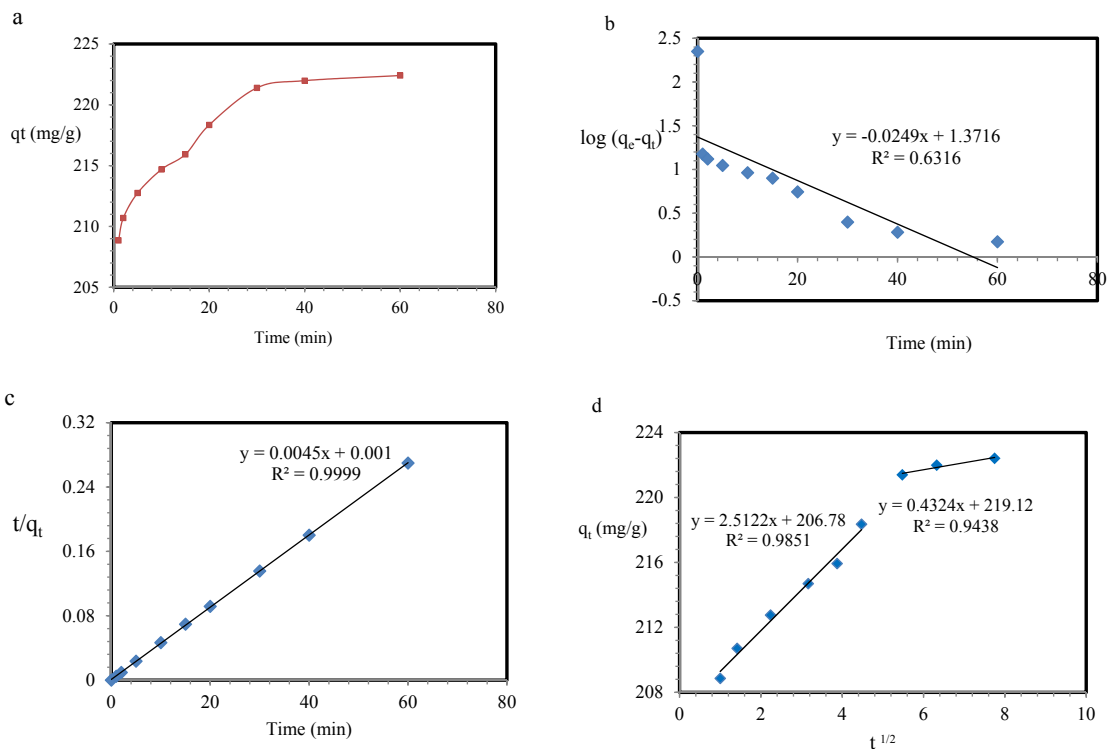 a
225
220
qt (mg/g)
215
210
205
0 20 40 60 80
Time (min)
b
2.5
2
1.5
log (qe-qt)
y = -0.0249x + 1.3716
R² = 0.6316
1
0.5
0
0 20 40 60 80
-0.5
Time (min)
c
0.32
y = 0.0045x + 0.001
R² = 0.9999
0.24
t/qt
0.16
0.08
0
0 20 40 60 80
Time (min)
d
224
220
qt (mg/g)
y = 2.5122x + 206.78
R² = 0.9851
y = 0.4324x + 219.12
R² = 0.9438
216
212
208
0 2 4 6 8 10
t 1/2